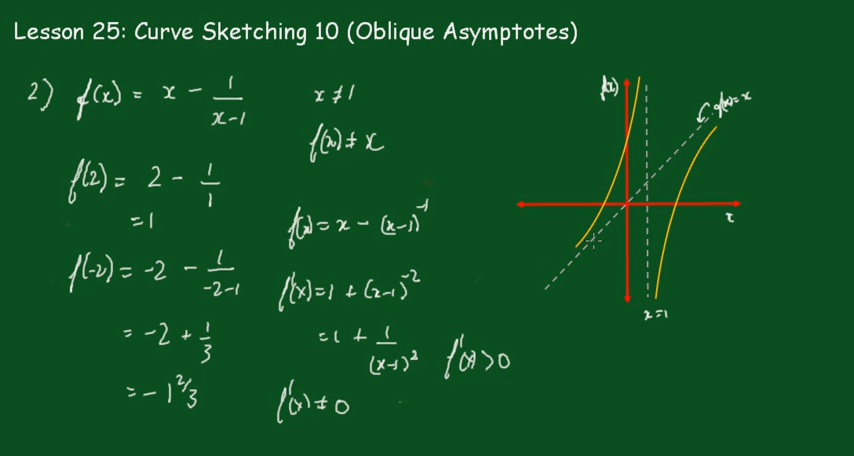 Lesson 25: Curve Sketching 10 (Oblique Asymptotes)
2) f(x) = x - 1/(x-1)
x ≠ 1
f(x) ≠ x
f(2) = 2 - 1/1
= 1
f(-2) = -2 - 1/(-2-1)
= -2 + 1/3
= -1 2/3
f(x) = x - (x-1)⁻¹
f'(x) = 1 + (x-1)⁻²
= 1 + 1/(x-1)²
f'(x) > 0
f'(x) ≠ 0
f(x)
g(x) = x
x
x = 1